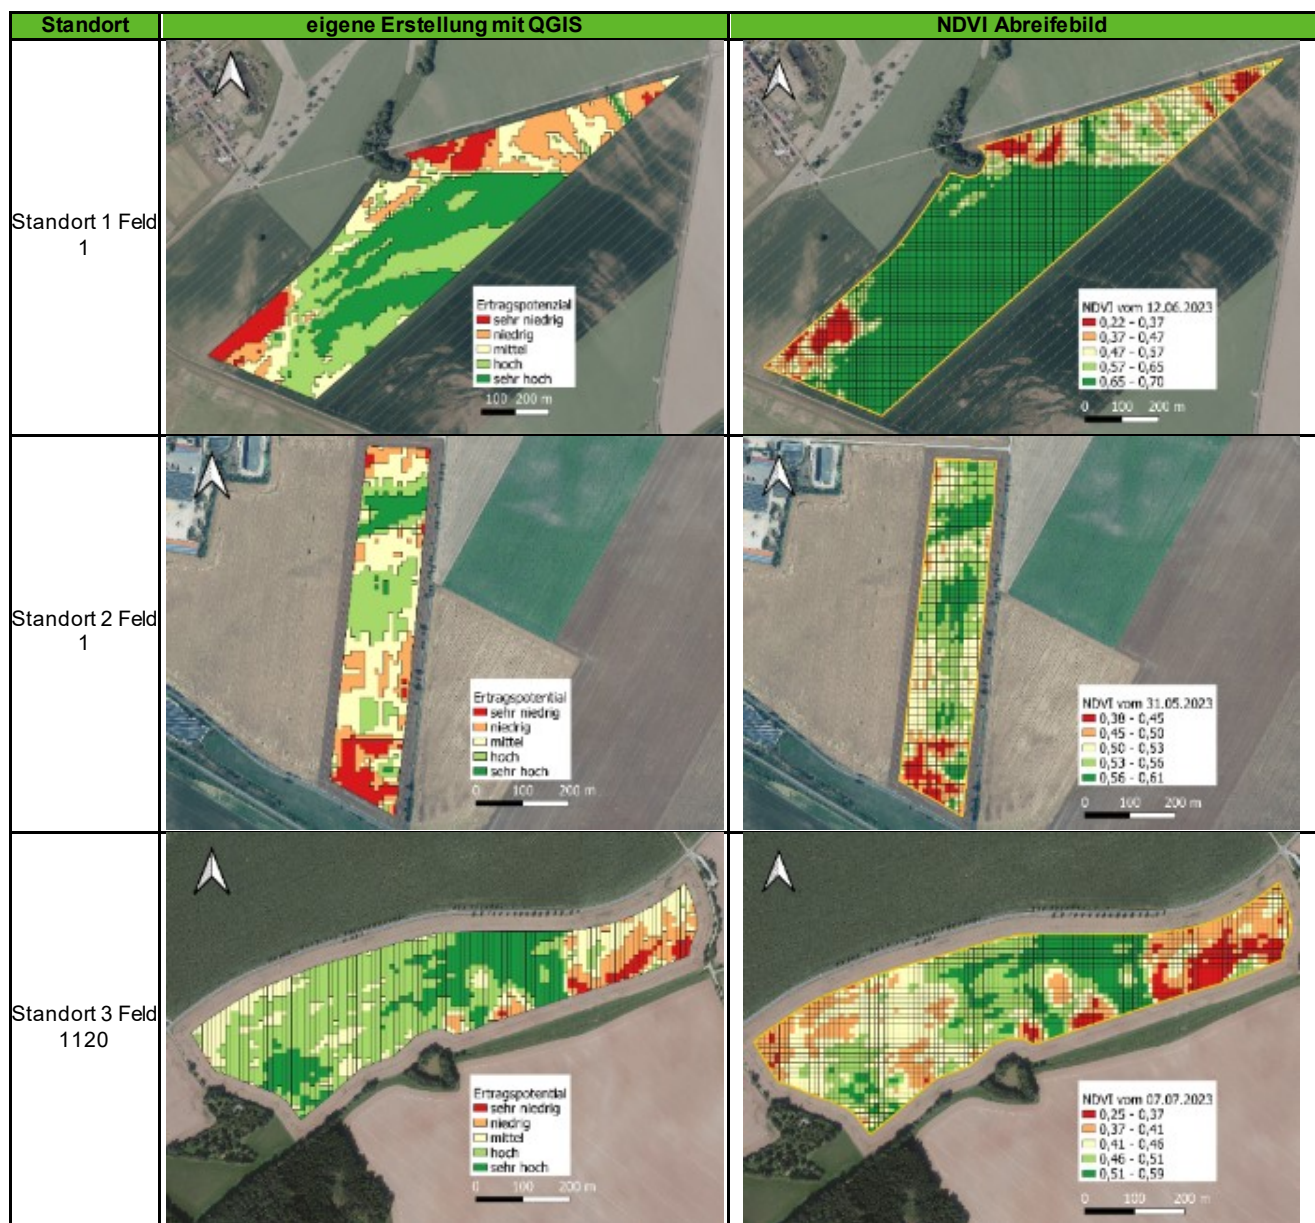 Standort
eigene Erstellung mit QGIS
NDVI Abreifebild
Standort 1 Feld
1
Ertragspotenzial
sehr niedrig
niedrig
mittel
hoch
sehr hoch
100 200 m
NDVI vom 12.06.2023
0,22 - 0,37
0,37 - 0,47
0,47 - 0,57
0,57 - 0,65
0,65 - 0,70
0 100 200 m
Standort 2 Feld
1
Ertragspotential
sehr niedrig
niedrig
mittel
hoch
sehr hoch
0 100 200 m
NDVI vom 31.05.2023
0,38 - 0,45
0,45 - 0,50
0,50 - 0,53
0,53 - 0,56
0,56 - 0,61
0 100 200 m
Standort 3 Feld
1120
Ertragspotential
sehr niedrig
niedrig
mittel
hoch
sehr hoch
0 100 200 m
NDVI vom 07.07.2023
0,25 - 0,37
0,37 - 0,41
0,41 - 0,46
0,46 - 0,51
0,51 - 0,59
0 100 200 m